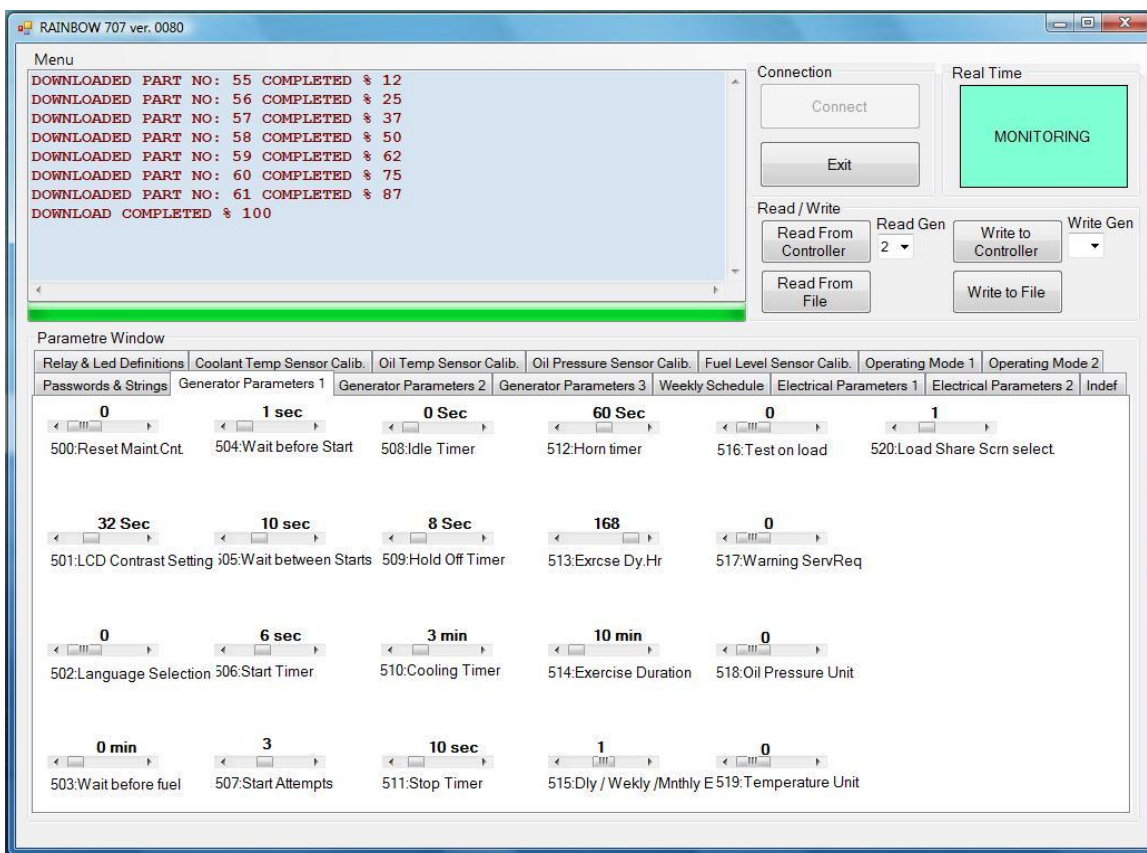 RAINBOW 707 ver. 0080
Menu
DOWNLOADED PART NO: 55 COMPLETED % 12
DOWNLOADED PART NO: 56 COMPLETED % 25
DOWNLOADED PART NO: 57 COMPLETED % 37
DOWNLOADED PART NO: 58 COMPLETED % 50
DOWNLOADED PART NO: 59 COMPLETED % 62
DOWNLOADED PART NO: 60 COMPLETED % 75
DOWNLOADED PART NO: 61 COMPLETED % 87
DOWNLOAD COMPLETED % 100
Connection
Connect
Exit
Real Time
MONITORING
Read / Write
Read From
Controller
Read Gen
2
Write to
Controller
Write Gen
Read From
File
Write to File
Parametre Window
Relay & Led Definitions Coolant Temp Sensor Calib. Oil Temp Sensor Calib. Oil Pressure Sensor Calib. Fuel Level Sensor Calib. Operating Mode 1 Operating Mode 2
Passwords & Strings Generator Parameters 1 Generator Parameters 2 Generator Parameters 3 Weekly Schedule Electrical Parameters 1 Electrical Parameters 2 Indef
0 1 sec 0 Sec 60 Sec 0 1
500:Reset Maint.Cnt. 504:Wait before Start 508:Idle Timer 512:Horn timer 516:Test on load 520:Load Share Scrn select.
32 Sec 10 sec 8 Sec 168 0
501:LCD Contrast Setting 505:Wait between Starts 509:Hold Off Timer 513:Exrcse Dy.Hr 517:Warning ServReq
0 6 sec 3 min 10 min 0
502:Language Selection 506:Start Timer 510:Cooling Timer 514:Exercise Duration 518:Oil Pressure Unit
0 min 3 10 sec 1 0
503:Wait before fuel 507:Start Attempts 511:Stop Timer 515:Dly / Wekly /Mnthly E 519:Temperature Unit